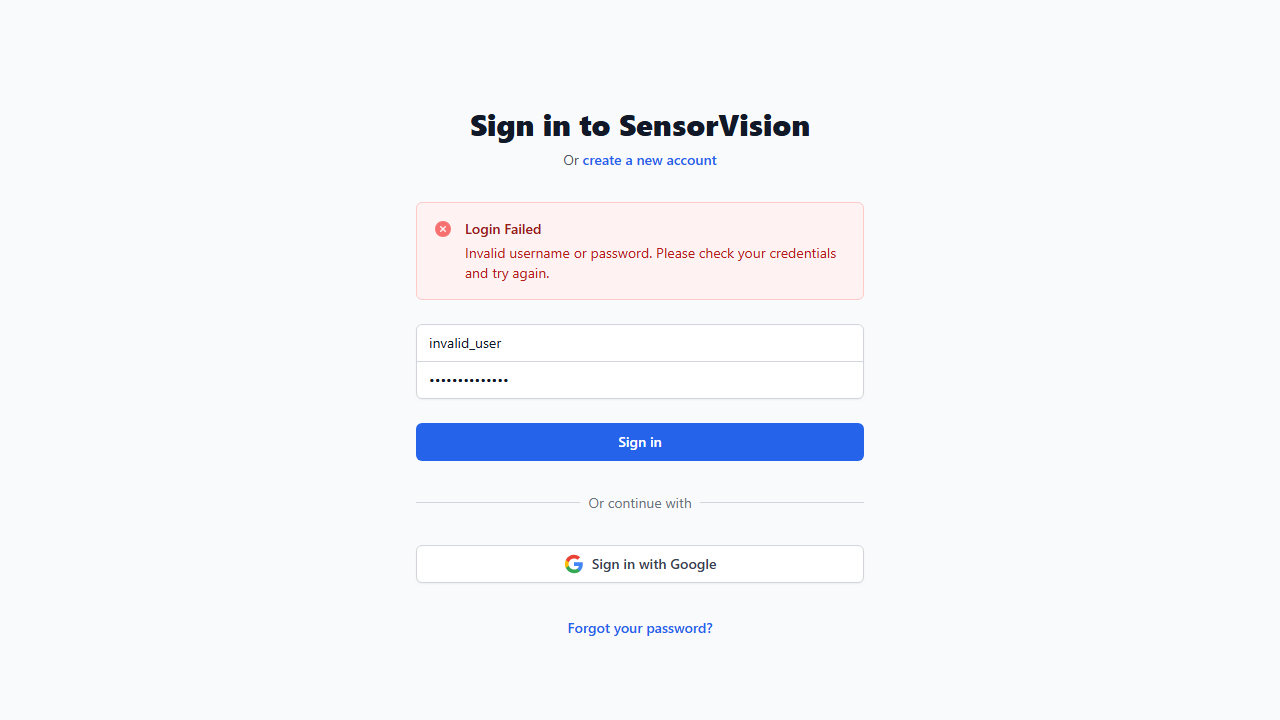 Sign in to SensorVision
Or create a new account
Login Failed
Invalid username or password. Please check your credentials
and try again.
invalid_user
••••••••••••••
Sign in
Or continue with
Sign in with Google
Forgot your password?